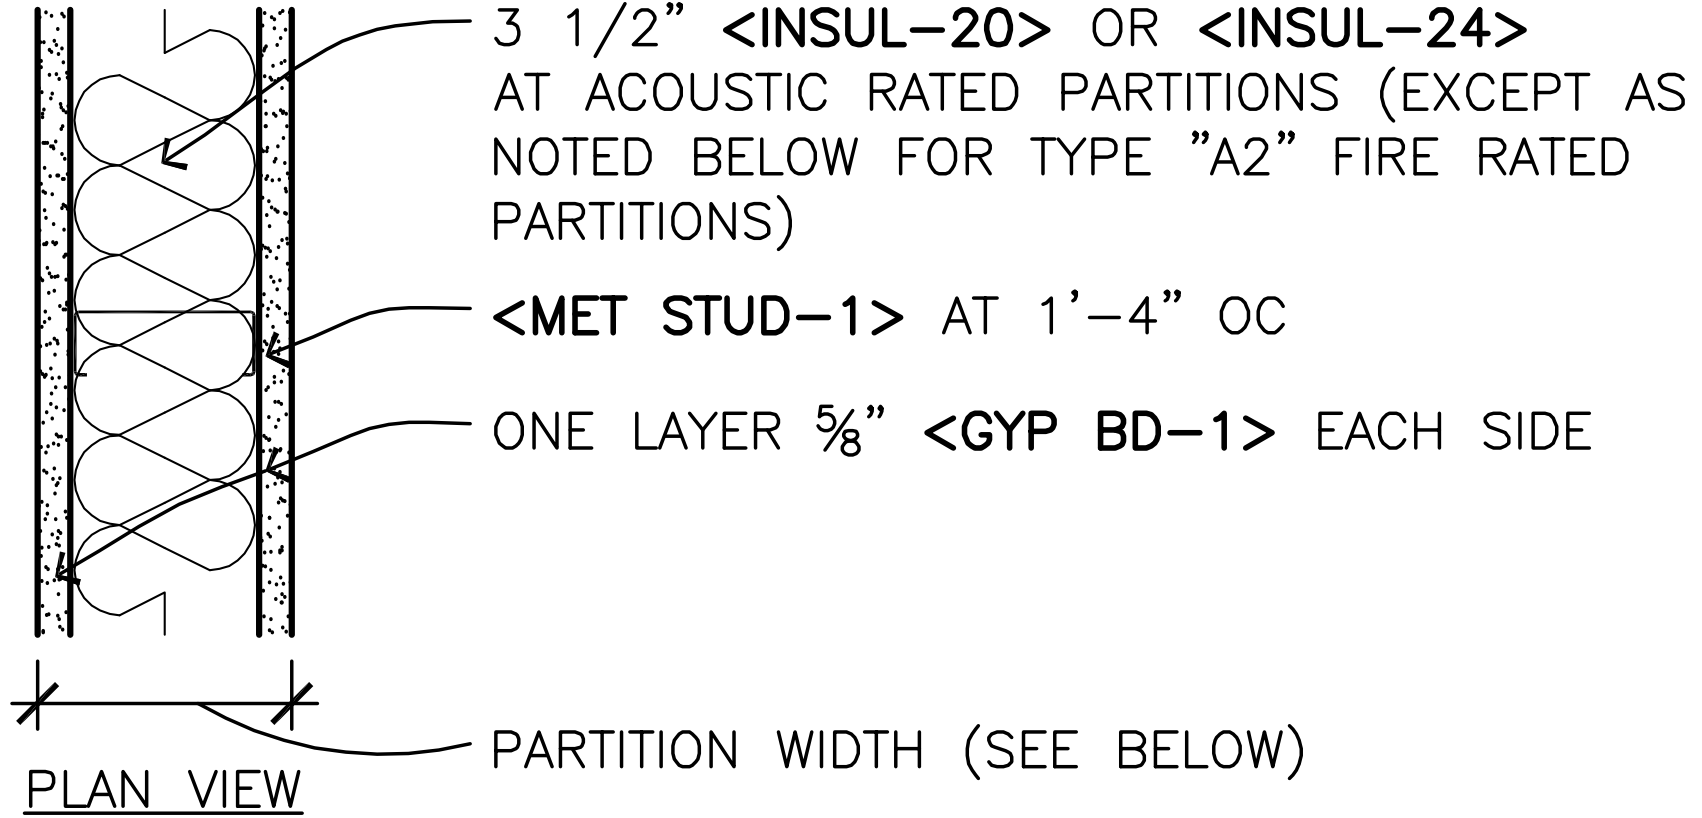 3 1/2” <INSUL-20> OR <INSUL-24>
AT ACOUSTIC RATED PARTITIONS (EXCEPT AS
NOTED BELOW FOR TYPE ”A2” FIRE RATED
PARTITIONS)
<MET STUD-1> AT 1’-4” OC
ONE LAYER ⅝” <GYP BD-1> EACH SIDE
PARTITION WIDTH (SEE BELOW)
PLAN VIEW